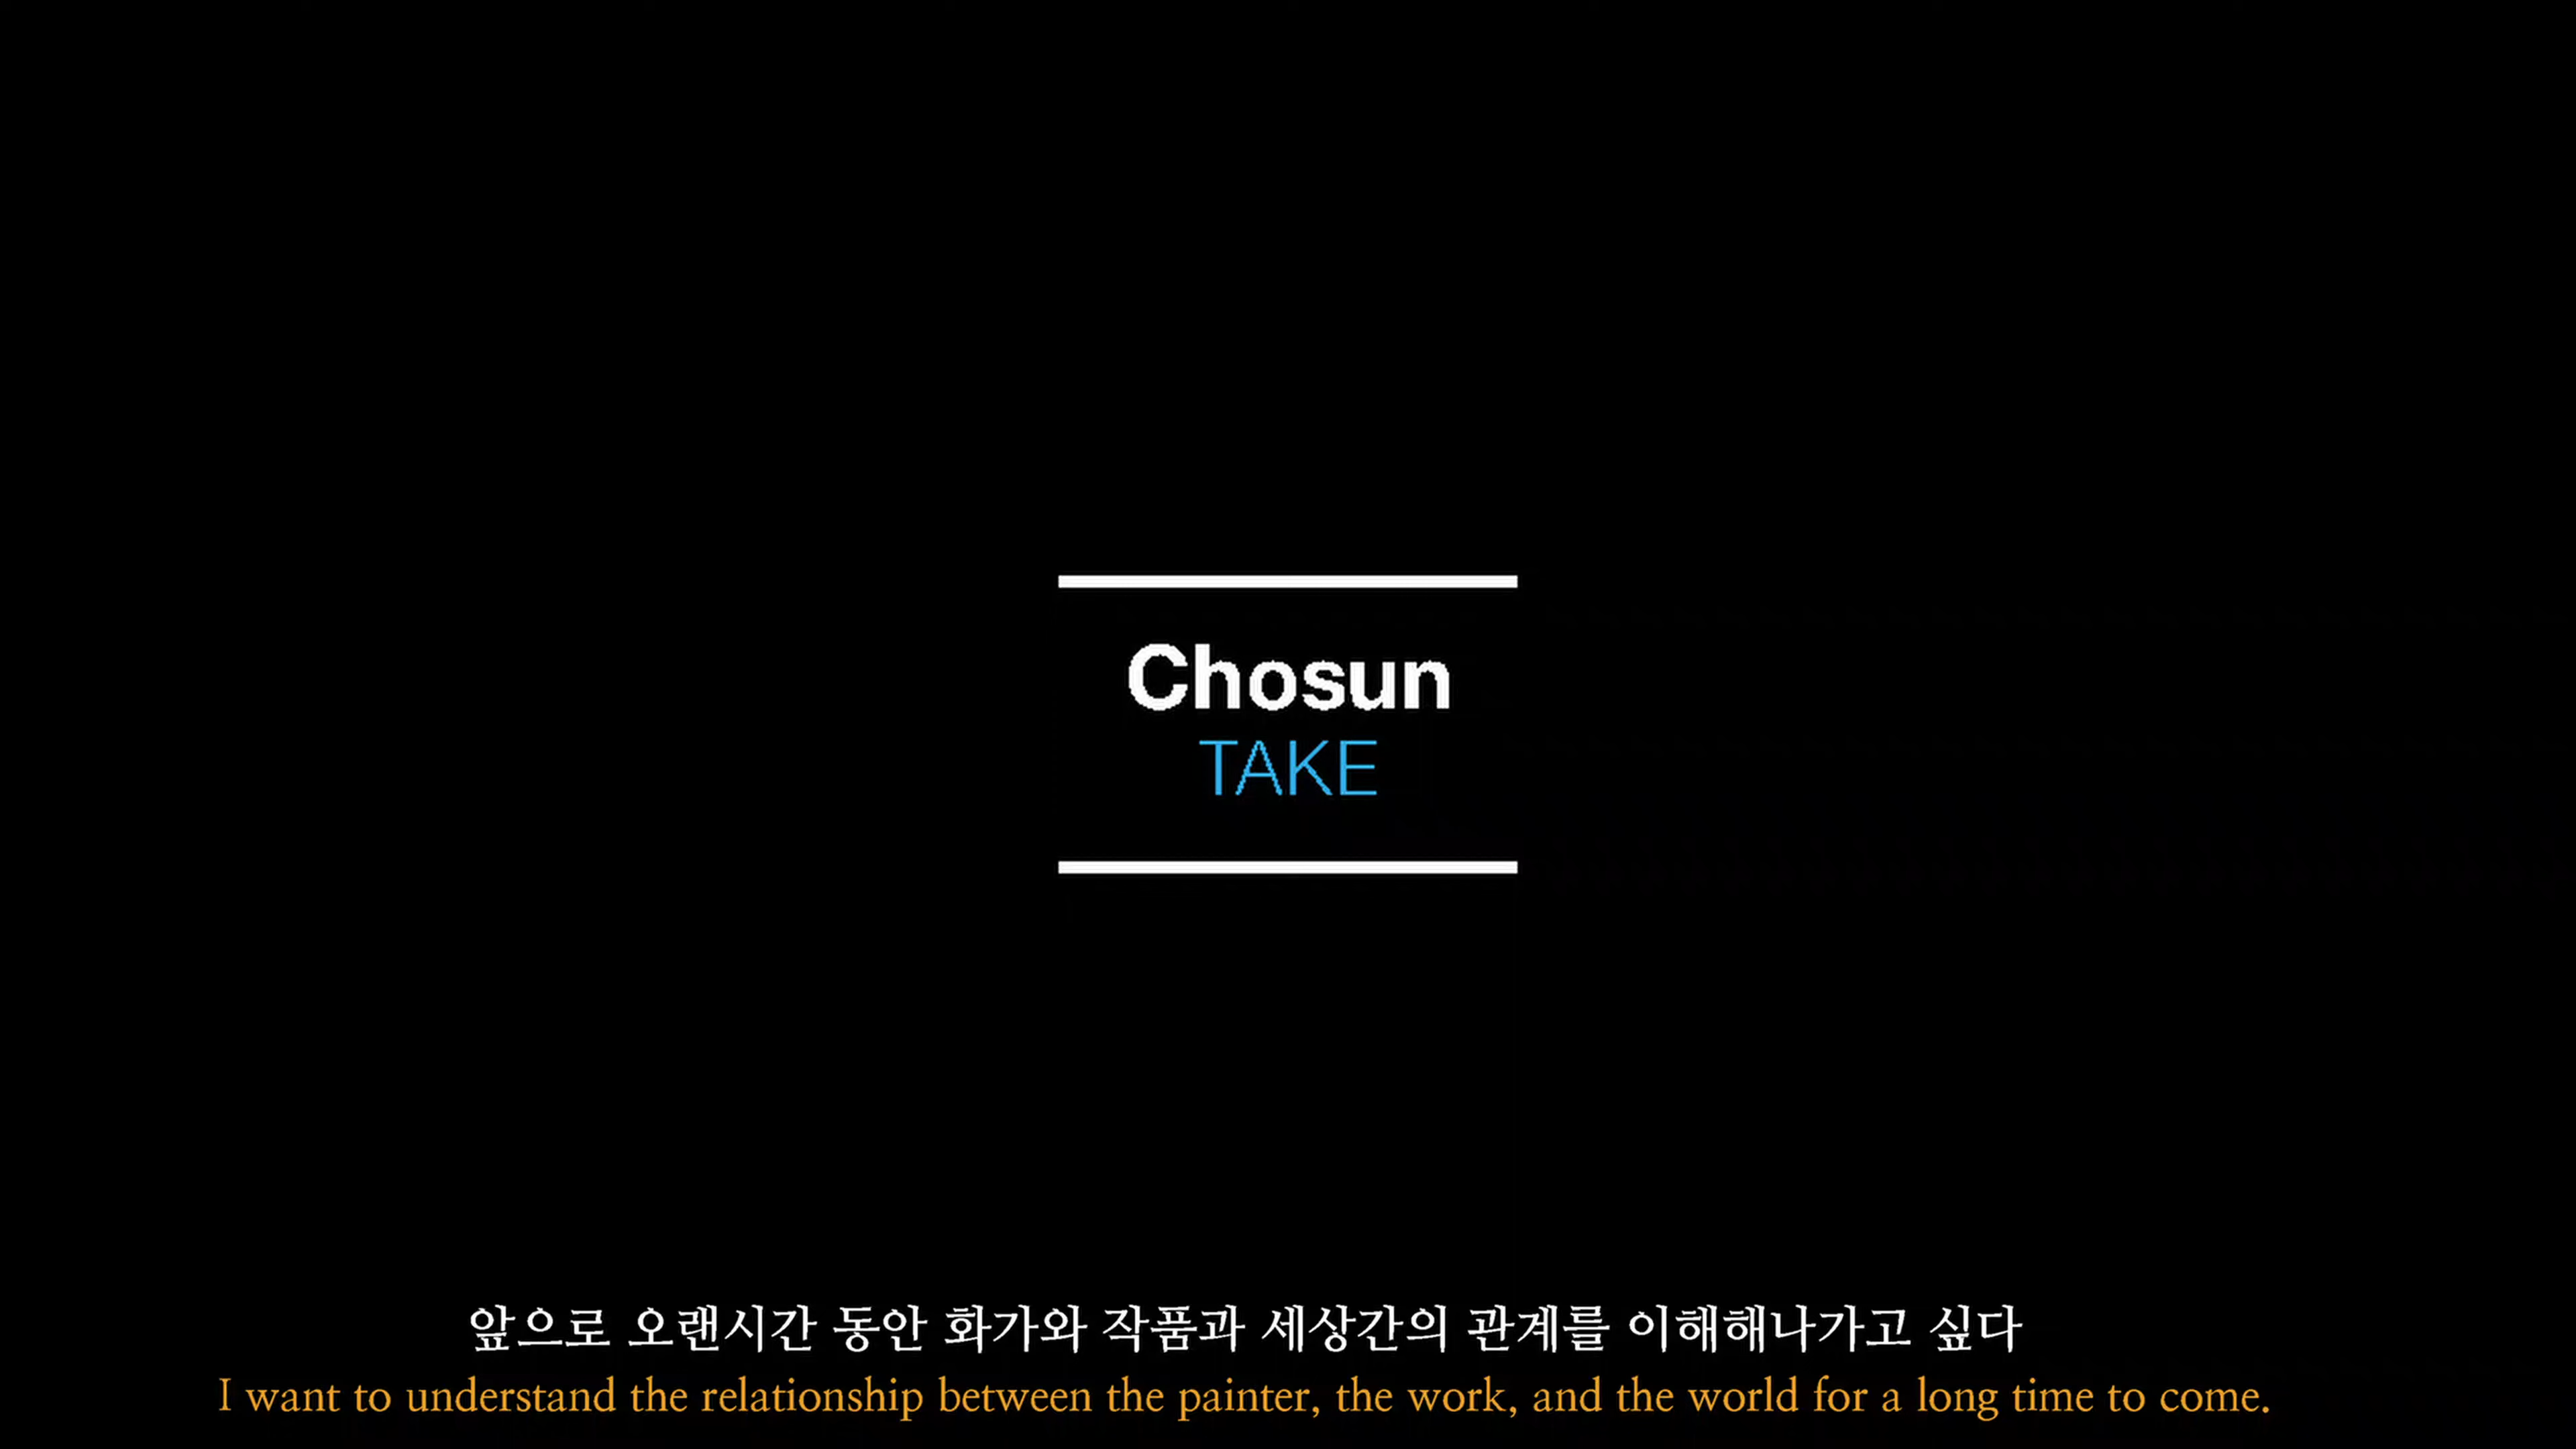 Chosun
TAKE
앞으로 오랜시간 동안 화가와 작품과 세상간의 관계를 이해해나가고 싶다
I want to understand the relationship between the painter, the work, and the world for a long time to come.